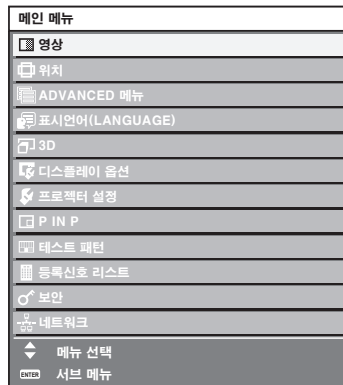 메인 메뉴
영상
위치
ADVANCED 메뉴
표시언어(LANGUAGE)
3D
디스플레이 옵션
프로젝터 설정
P IN P
테스트 패턴
등록신호 리스트
보안
네트워크
메뉴 선택
ENTER 서브 메뉴